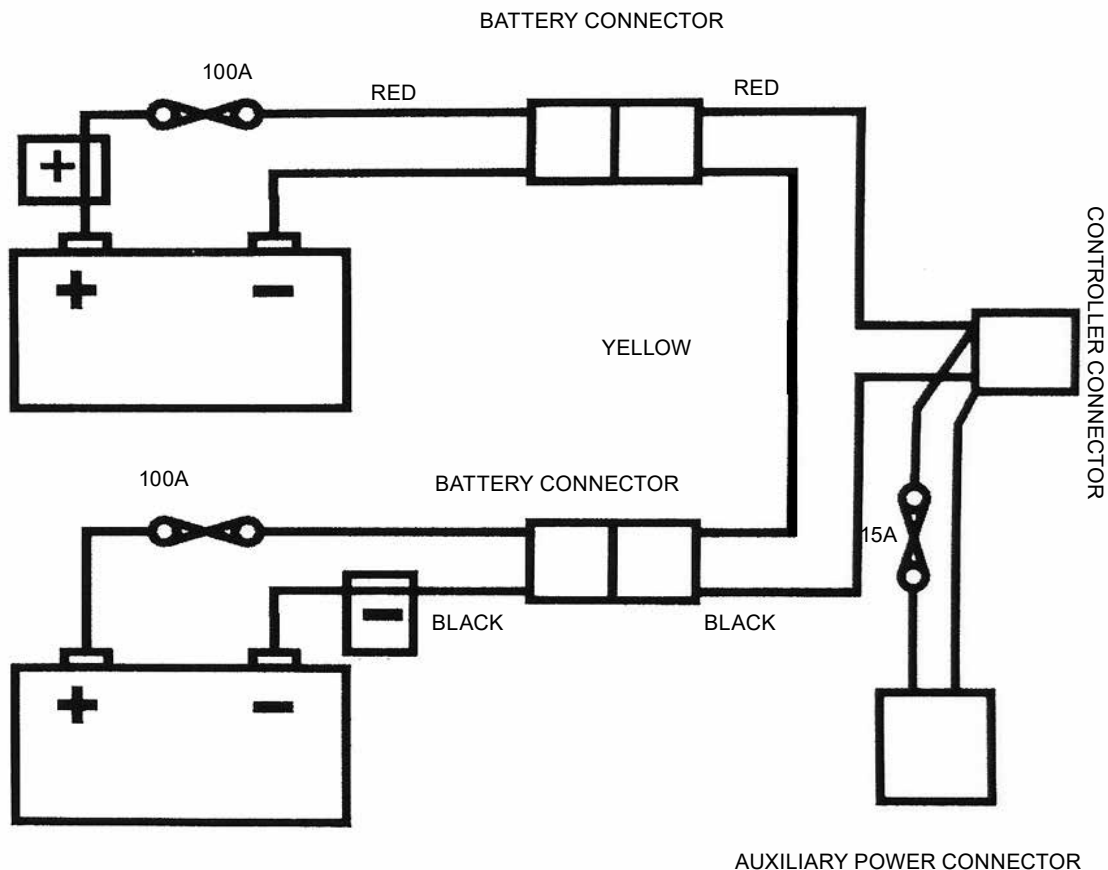 BATTERY CONNECTOR
100A
RED
RED
+
+
−
YELLOW
CONTROLLER CONNECTOR
100A
BATTERY CONNECTOR
15A
−
BLACK
BLACK
+
−
AUXILIARY POWER CONNECTOR